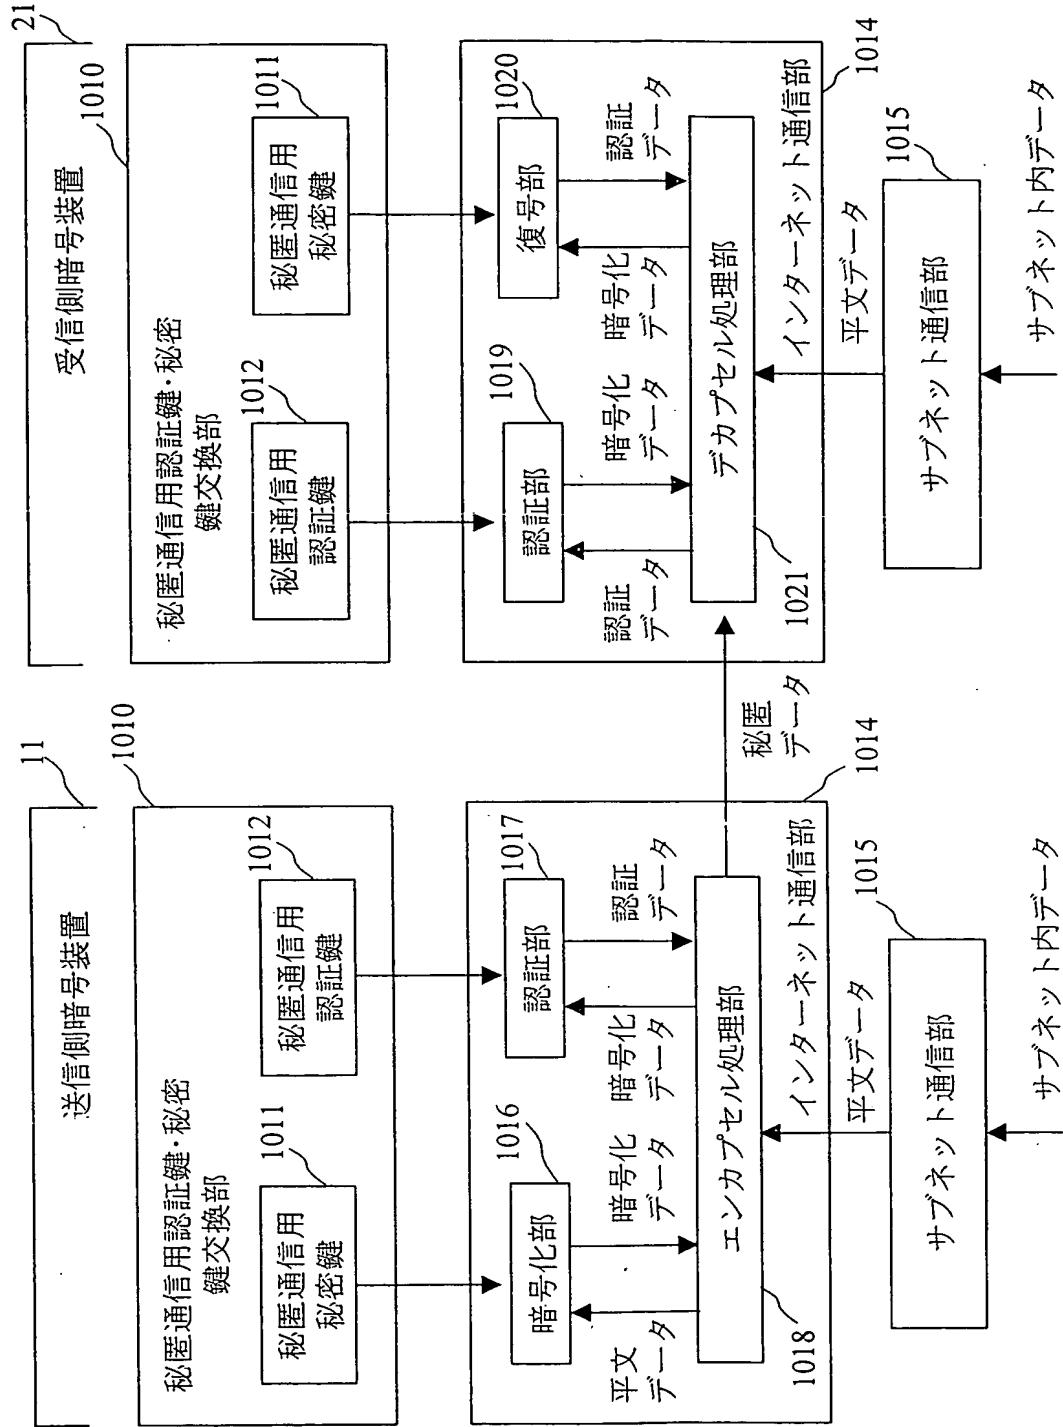 送信側暗号装置
11
秘匿通信用認証鍵・秘密
鍵交換部
1010
秘匿通信用
秘密鍵
1011
秘匿通信用
認証鍵
1012
暗号化部
1016
認証部
1017
平文
データ
暗号化
データ
暗号化
データ
認証
データ
エンカプセル処理部
1018
インターネット通信部
1014
平文データ
サブネット通信部
1015
サブネット内データ
秘匿
データ
受信側暗号装置
21
1010
秘匿通信用認証鍵・秘密
鍵交換部
秘匿通信用
認証鍵
1012
秘匿通信用
秘密鍵
1011
認証部
1019
復号部
1020
認証
データ
暗号化
データ
暗号化
データ
認証
データ
デカプセル処理部
1021
インターネット通信部
1014
平文データ
サブネット通信部
1015
サブネット内データ